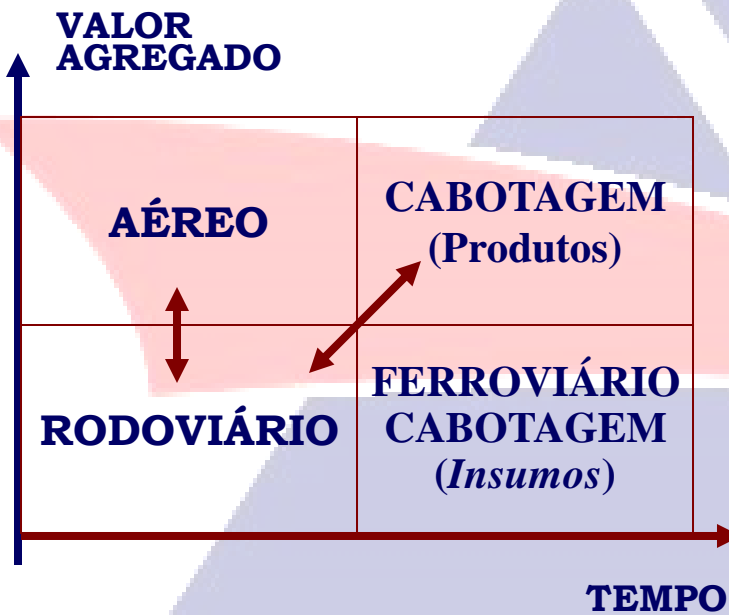 VALOR
AGREGADO
AÉREO
CABOTAGEM
(Produtos)
RODOVIÁRIO
FERROVIÁRIO
CABOTAGEM
(Insumos)
TEMPO